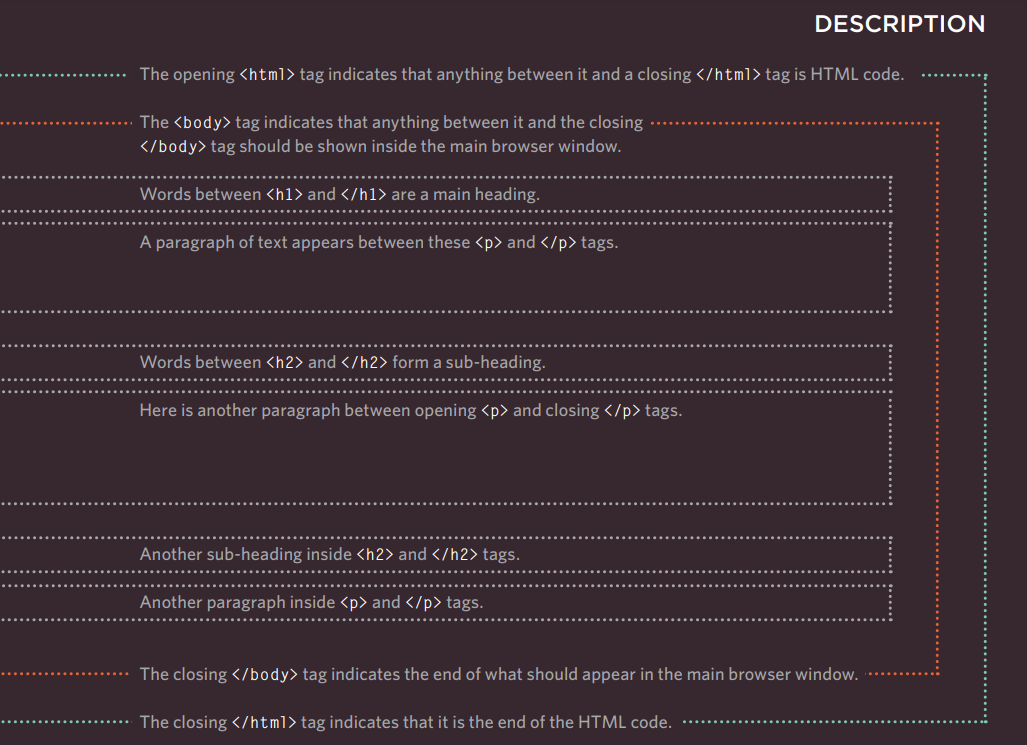 DESCRIPTION
The opening <html> tag indicates that anything between it and a closing </html> tag is HTML code.
The <body> tag indicates that anything between it and the closing
</body> tag should be shown inside the main browser window.
Words between <h1> and </h1> are a main heading.
A paragraph of text appears between these <p> and </p> tags.
Words between <h2> and </h2> form a sub-heading.
Here is another paragraph between opening <p> and closing </p> tags.
Another sub-heading inside <h2> and </h2> tags.
Another paragraph inside <p> and </p> tags.
The closing </body> tag indicates the end of what should appear in the main browser window.
The closing </html> tag indicates that it is the end of the HTML code.